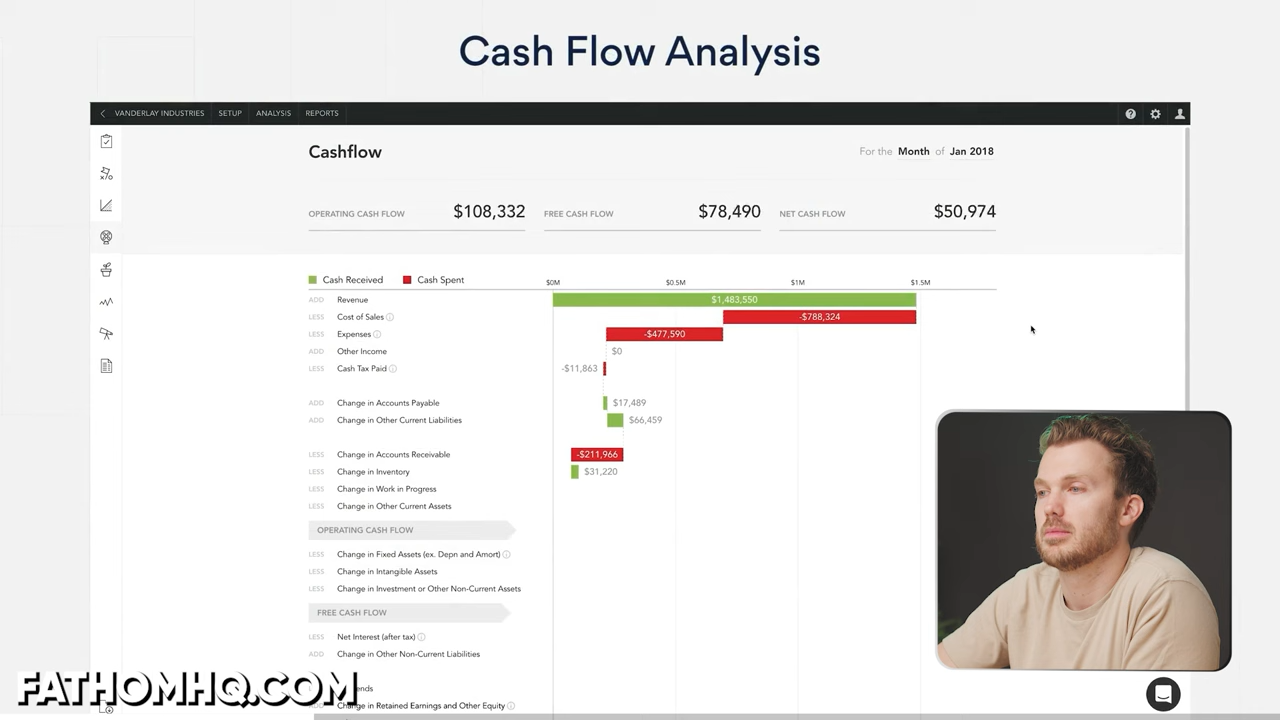 Cash Flow Analysis
VANDERLAY INDUSTRIES SETUP ANALYSIS REPORTS
Cashflow
For the Month of Jan 2018
OPERATING CASH FLOW $108,332 FREE CASH FLOW $78,490 NET CASH FLOW $50,974
Cash Received Cash Spent $0M $0.5M $1M $1.5M
ADD Revenue $1,483,550
LESS Cost of Sales -$788,324
LESS Expenses -$477,590
ADD Other Income $0
LESS Cash Tax Paid -$11,863
ADD Change in Accounts Payable $17,489
ADD Change in Other Current Liabilities $66,459
LESS Change in Accounts Receivable -$211,966
LESS Change in Inventory $31,220
LESS Change in Work in Progress
LESS Change in Other Current Assets
OPERATING CASH FLOW
LESS Change in Fixed Assets (ex. Depn and Amort)
LESS Change in Intangible Assets
LESS Change in Investment or Other Non-Current Assets
FREE CASH FLOW
LESS Net Interest (after tax)
ADD Change in Other Non-Current Liabilities
FATHOMHQ.COM
ADD Change in Retained Earnings and Other Equity